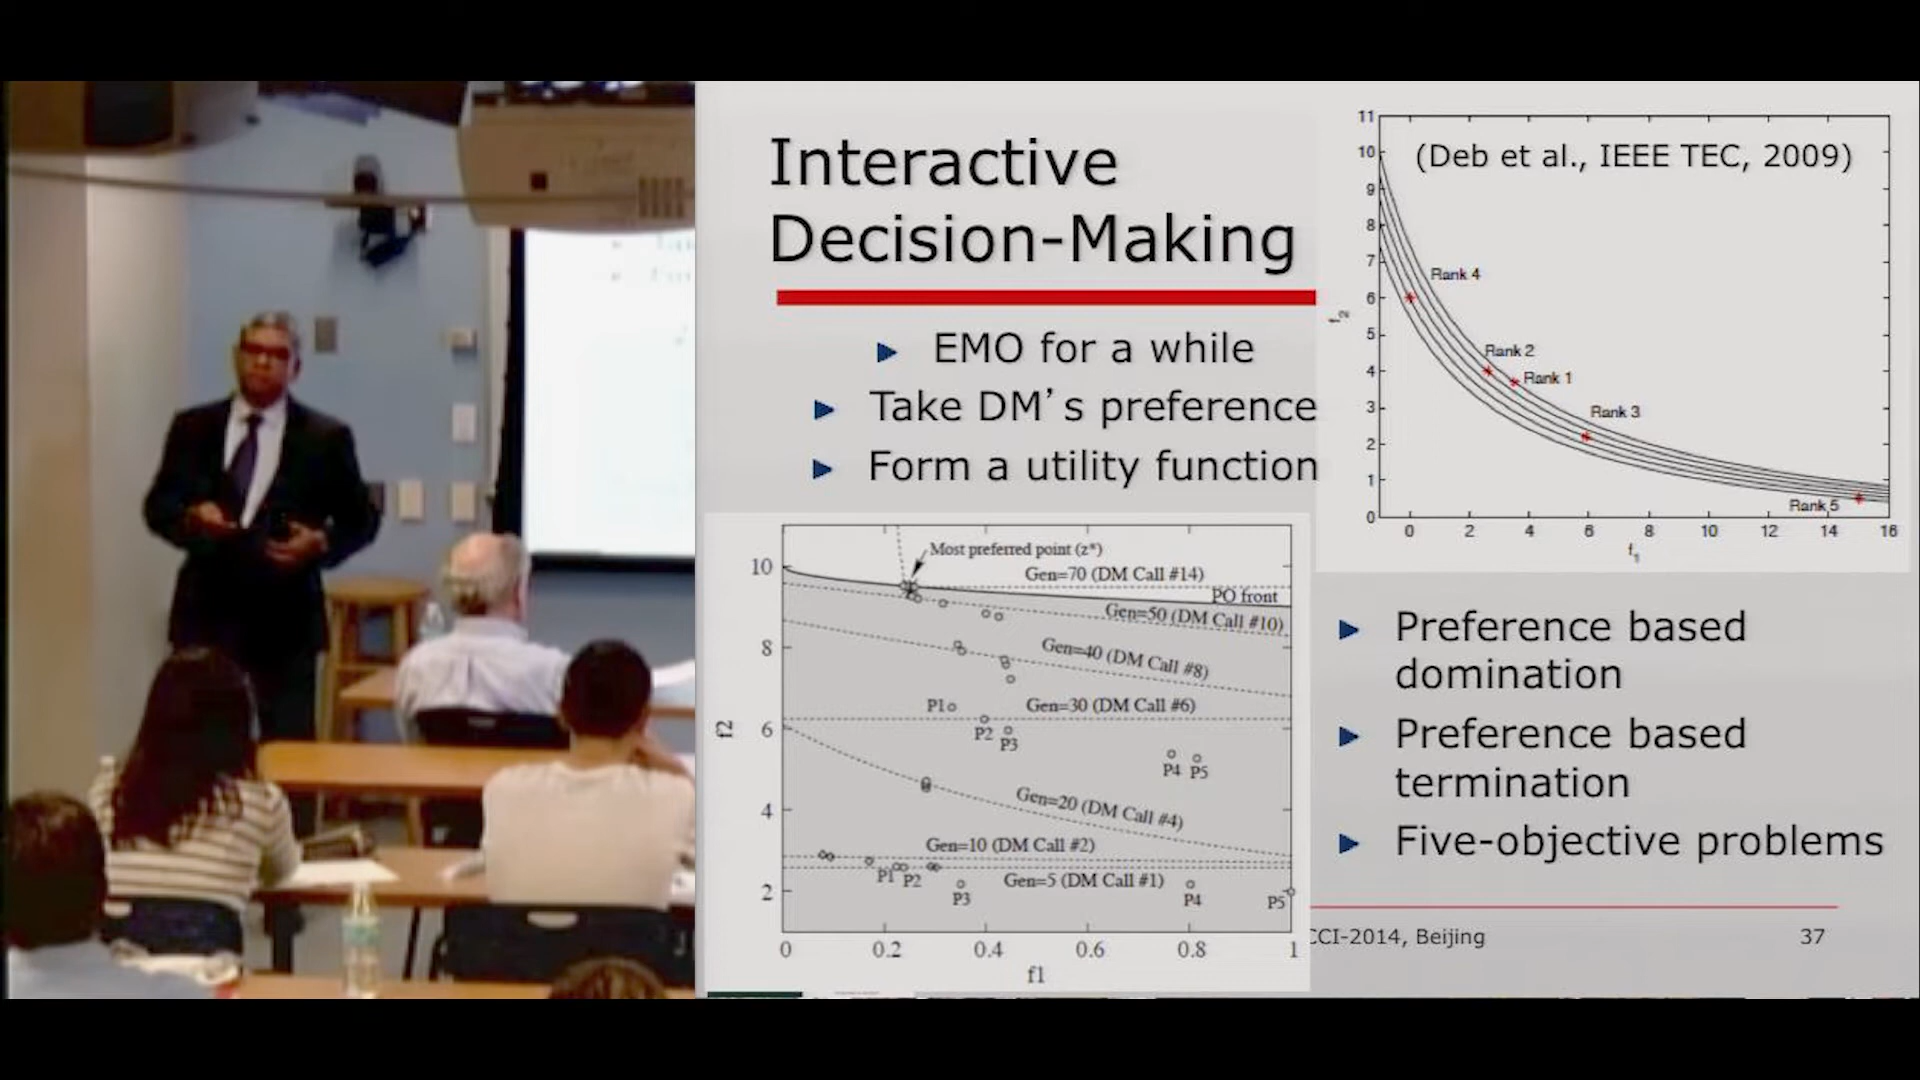 Interactive
Decision-Making
EMO for a while
Take DM’s preference
Form a utility function
(Deb et al., IEEE TEC, 2009)
11
10
9
8
7
6
5
4
3
2
1
0
f2
Rank 4
Rank 2
Rank 1
Rank 3
Rank 5
0 2 4 6 8 10 12 14 16
f1
Most preferred point (z*)
Gen=70 (DM Call #14)
PO front
Gen=50 (DM Call #10)
Gen=40 (DM Call #8)
P1
Gen=30 (DM Call #6)
P2
P3
P4 P5
Gen=20 (DM Call #4)
Gen=10 (DM Call #2)
Gen=5 (DM Call #1)
P1 P2
P3
P4
P5
10
8
6
4
2
f2
0 0.2 0.4 0.6 0.8 1
f1
Preference based
domination
Preference based
termination
Five-objective problems
CCI-2014, Beijing
37